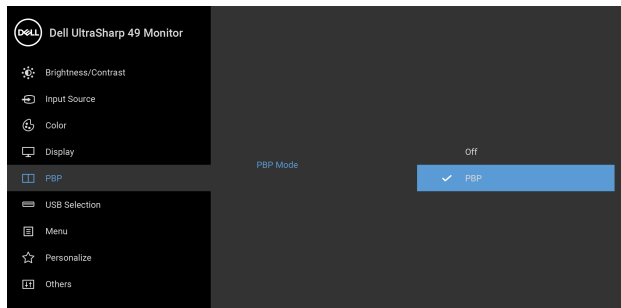 DELL
Dell UltraSharp 49 Monitor
Brightness/Contrast
Input Source
Color
Display
PBP
USB Selection
Menu
Personalize
Others
PBP Mode
Off
PBP